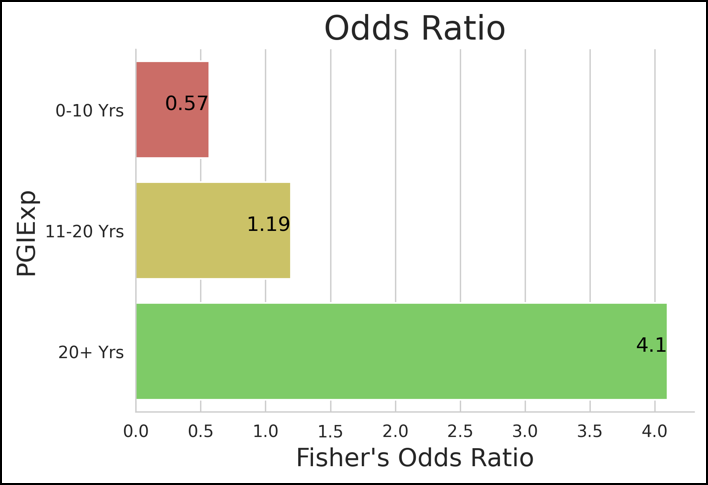 Odds Ratio
PGIExp
0-10 Yrs
0.57
11-20 Yrs
1.19
20+ Yrs
4.1
0.0 0.5 1.0 1.5 2.0 2.5 3.0 3.5 4.0
Fisher's Odds Ratio